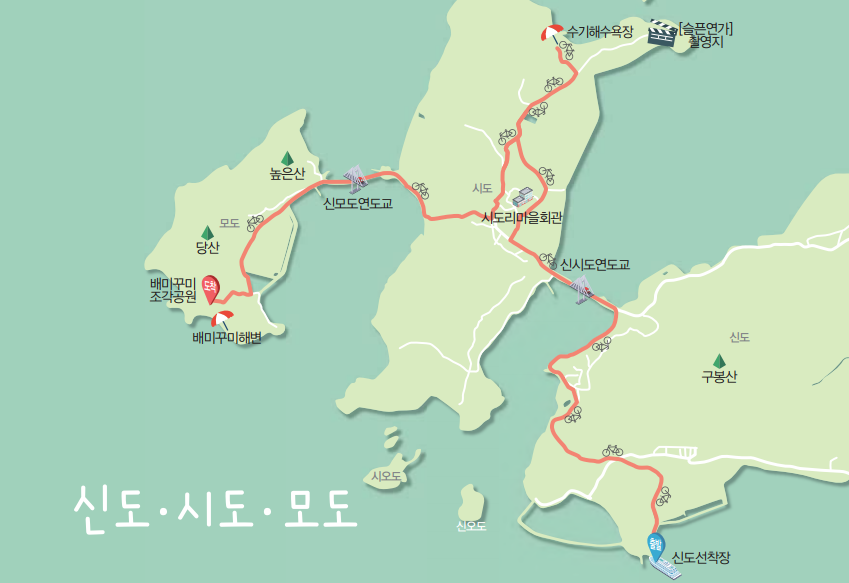 수기해수욕장
[슬픈연가]
촬영지
높은산
신모도연도교
시도
시도리마을회관
모도
당산
배미꾸미
조각공원
도착
배미꾸미해변
신시도연도교
신도
구봉산
시오도
신오도
신도·시도·모도
출발
신도선착장